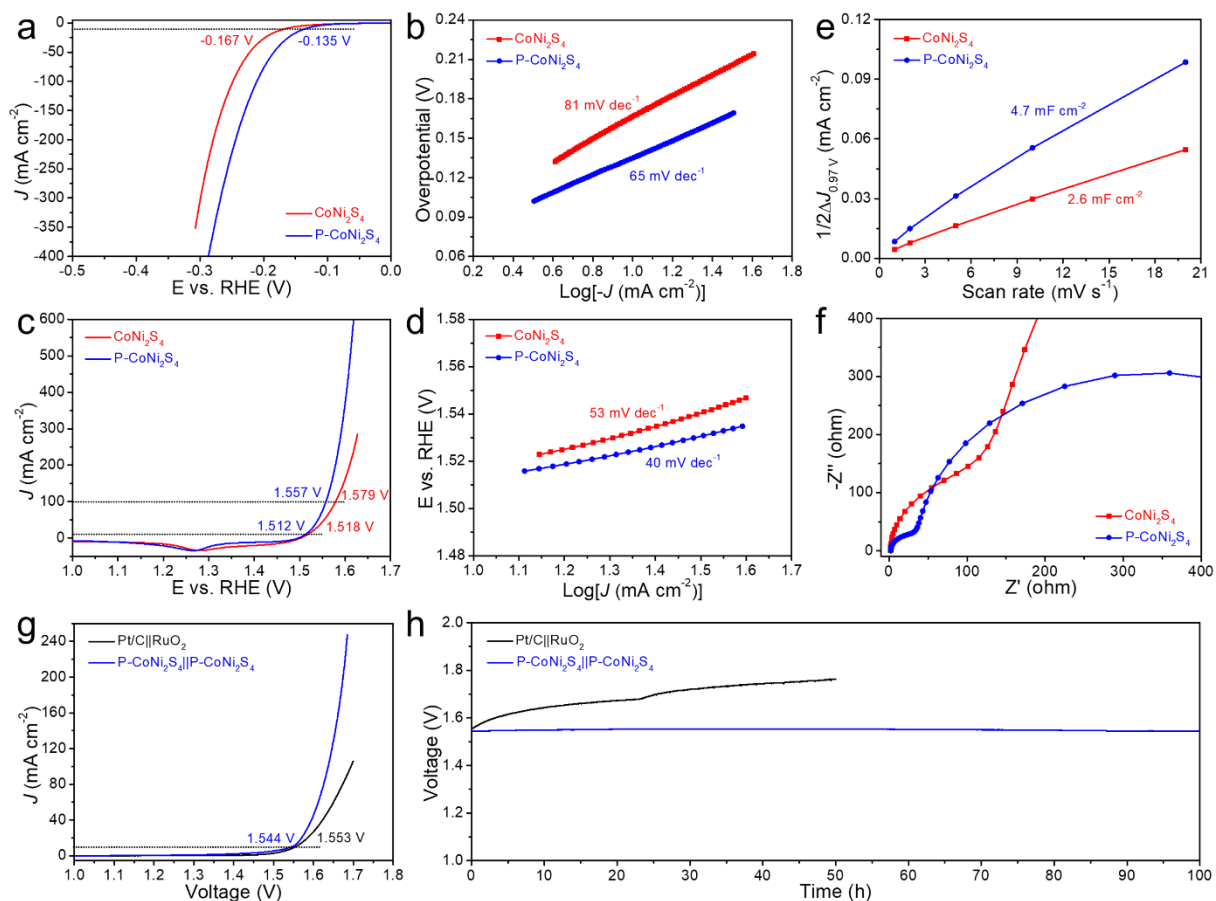 a
J (mA cm⁻²)
0
-50
-100
-150
-200
-250
-300
-350
-400
-0.167 V
-0.135 V
CoNi₂S₄
P-CoNi₂S₄
-0.5
-0.4
-0.3
-0.2
-0.1
0.0
E vs. RHE (V)
b
Overpotential (V)
0.24
0.21
0.18
0.15
0.12
0.09
0.06
CoNi₂S₄
P-CoNi₂S₄
81 mV dec⁻¹
65 mV dec⁻¹
0.2
0.4
0.6
0.8
1.0
1.2
1.4
1.6
1.8
Log[-J (mA cm⁻²)]
e
1/2ΔJ₀.₉₇ ᵥ (mA cm⁻²)
0.12
0.09
0.06
0.03
0.00
CoNi₂S₄
P-CoNi₂S₄
4.7 mF cm⁻²
2.6 mF cm⁻²
0
3
6
9
12
15
18
21
Scan rate (mV s⁻¹)
c
J (mA cm⁻²)
600
500
400
300
200
100
0
CoNi₂S₄
P-CoNi₂S₄
1.557 V
1.579 V
1.512 V
1.518 V
1.0
1.1
1.2
1.3
1.4
1.5
1.6
1.7
E vs. RHE (V)
d
E vs. RHE (V)
1.58
1.56
1.54
1.52
1.50
1.48
CoNi₂S₄
P-CoNi₂S₄
53 mV dec⁻¹
40 mV dec⁻¹
1.0
1.1
1.2
1.3
1.4
1.5
1.6
1.7
Log[J (mA cm⁻²)]
f
-Z'' (ohm)
400
300
200
100
0
CoNi₂S₄
P-CoNi₂S₄
0
100
200
300
400
Z' (ohm)
g
J (mA cm⁻²)
240
200
160
120
80
40
0
Pt/C||RuO₂
P-CoNi₂S₄||P-CoNi₂S₄
1.544 V
1.553 V
1.0
1.1
1.2
1.3
1.4
1.5
1.6
1.7
1.8
Voltage (V)
h
Voltage (V)
2.0
1.8
1.6
1.4
1.2
1.0
Pt/C||RuO₂
P-CoNi₂S₄||P-CoNi₂S₄
0
10
20
30
40
50
60
70
80
90
100
Time (h)